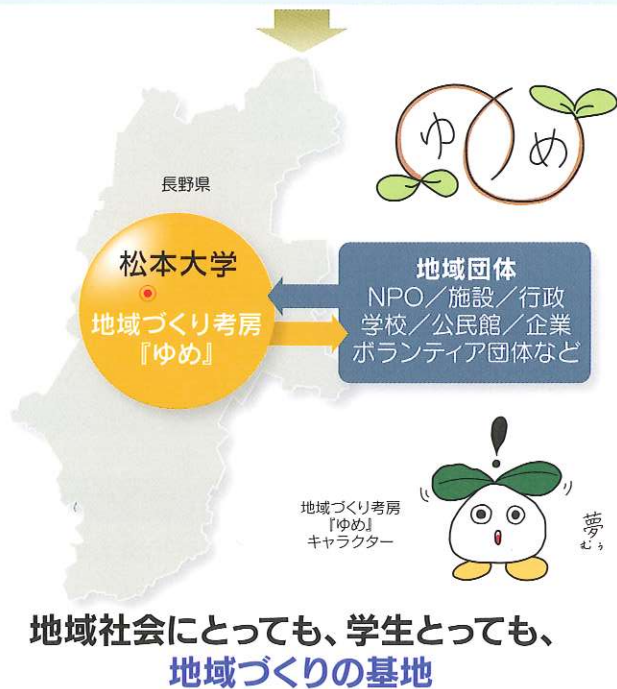 ゆめ
長野県
松本大学
地域づくり考房
『ゆめ』
地域団体
NPO／施設／行政
学校／公民館／企業
ボランティア団体など
!
地域づくり考房
『ゆめ』
キャラクター
夢
むう
地域社会にとっても、学生とっても、
地域づくりの基地